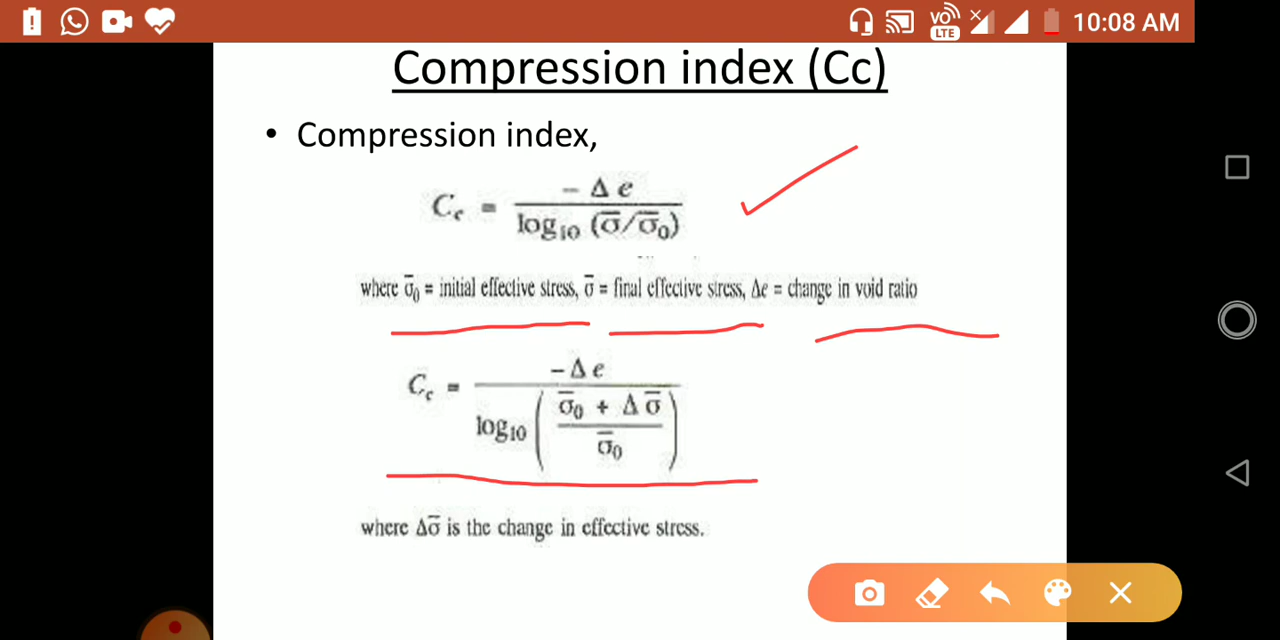 VO LTE 10:08 AM
Compression index (Cc)
• Compression index,
C_c = −Δe / log₁₀ (σ̄/σ̄₀)
where σ̄₀ = initial effective stress, σ̄ = final effective stress, Δe = change in void ratio
C_c = −Δe / log₁₀ ((σ̄₀ + Δσ̄) / σ̄₀)
where Δσ̄ is the change in effective stress.